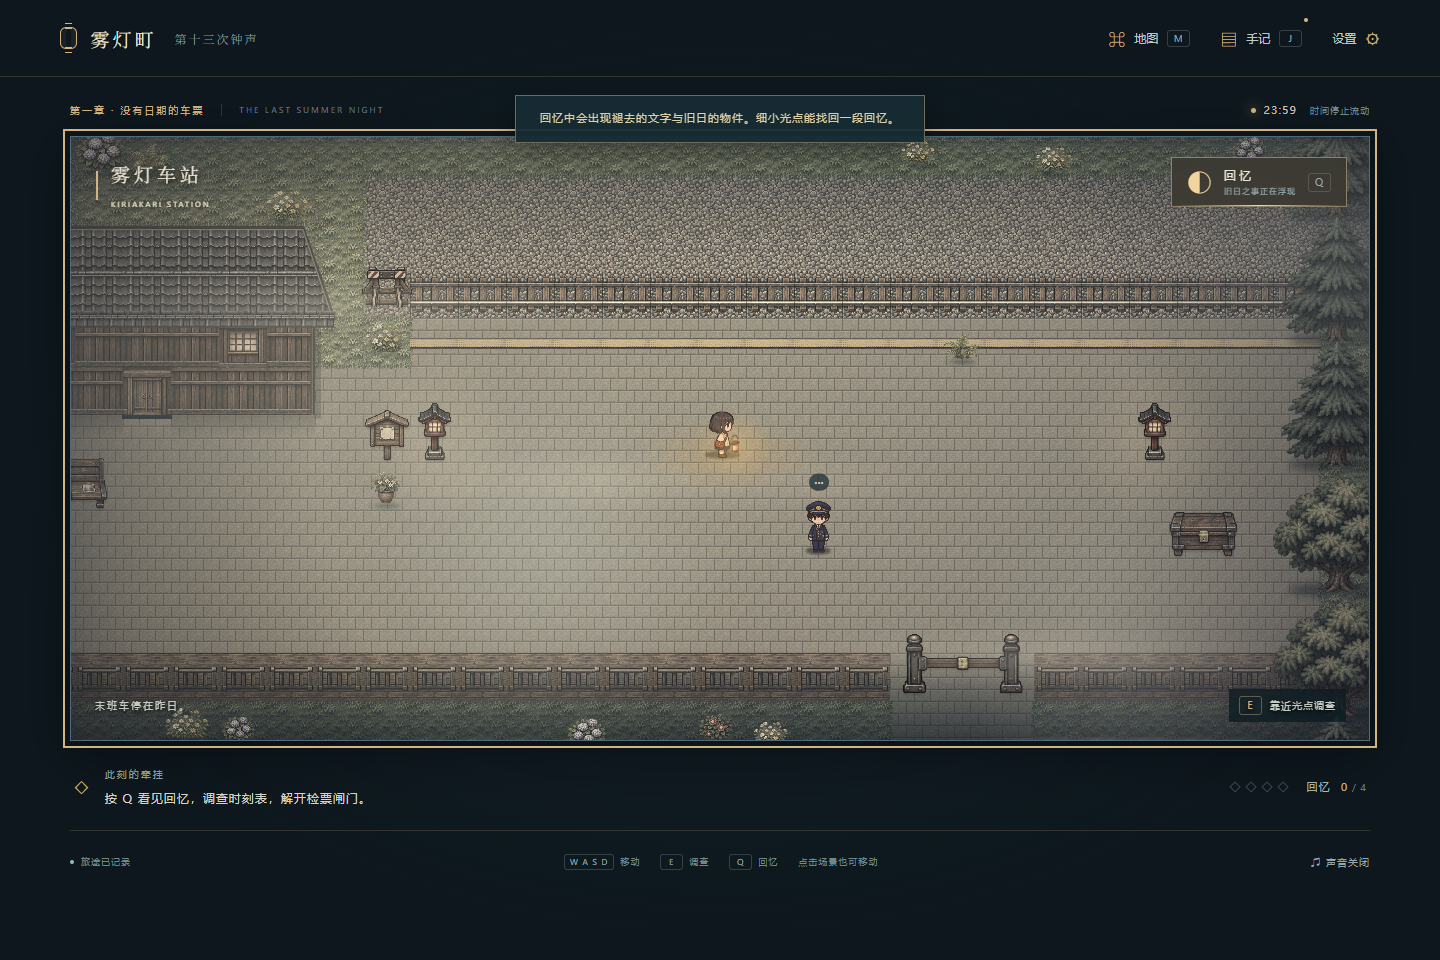 雾灯町
第十三次钟声
地图 M
手记 J
设置
第一章 · 没有日期的车票
THE LAST SUMMER NIGHT
回忆中会出现褪去的文字与旧日的物件。细小光点能找回一段回忆。
23:59 时间停止流动
雾灯车站
KIRIAKARI STATION
回忆
旧日之事正在浮现
Q
末班车停在昨日。
E 靠近光点调查
此刻的牵挂
按 Q 看见回忆，调查时刻表，解开检票闸门。
回忆 0 / 4
旅途已记录
WASD 移动
E 调查
Q 回忆
点击场景也可移动
声音关闭